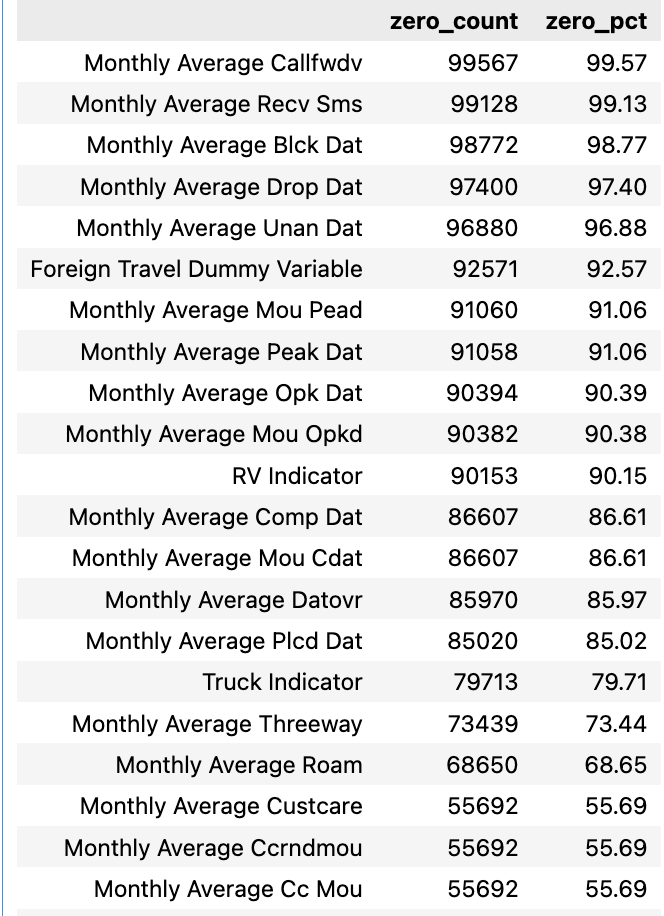 zero_count zero_pct
Monthly Average Callfwdv 99567 99.57
Monthly Average Recv Sms 99128 99.13
Monthly Average Blck Dat 98772 98.77
Monthly Average Drop Dat 97400 97.40
Monthly Average Unan Dat 96880 96.88
Foreign Travel Dummy Variable 92571 92.57
Monthly Average Mou Pead 91060 91.06
Monthly Average Peak Dat 91058 91.06
Monthly Average Opk Dat 90394 90.39
Monthly Average Mou Opkd 90382 90.38
RV Indicator 90153 90.15
Monthly Average Comp Dat 86607 86.61
Monthly Average Mou Cdat 86607 86.61
Monthly Average Datovr 85970 85.97
Monthly Average Plcd Dat 85020 85.02
Truck Indicator 79713 79.71
Monthly Average Threeway 73439 73.44
Monthly Average Roam 68650 68.65
Monthly Average Custcare 55692 55.69
Monthly Average Ccrndmou 55692 55.69
Monthly Average Cc Mou 55692 55.69